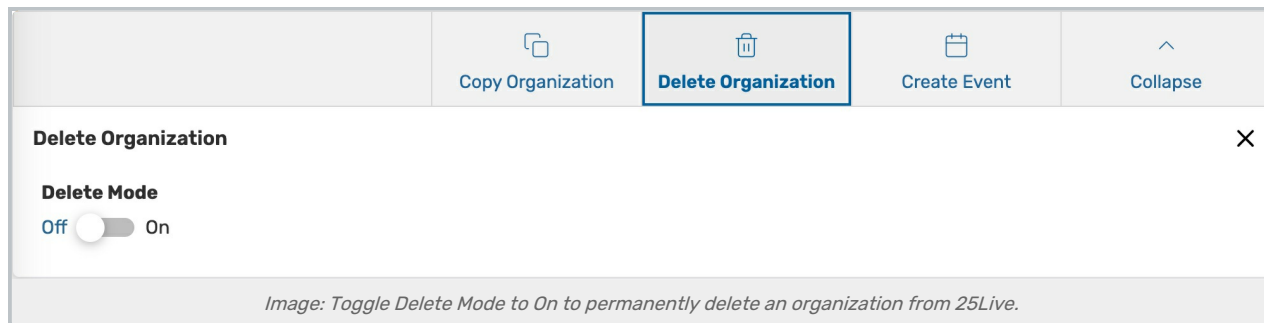 Copy Organization Delete Organization Create Event Collapse
Delete Organization
Delete Mode
Off On
Image: Toggle Delete Mode to On to permanently delete an organization from 25Live.